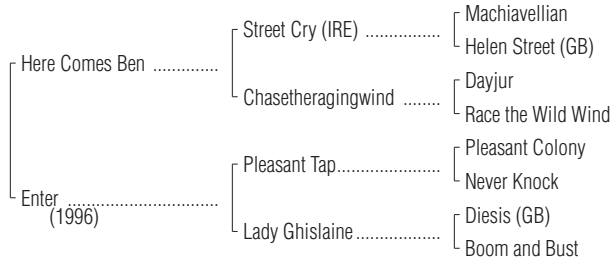 Machiavellian
Street Cry (IRE) ................
Helen Street (GB)
Here Comes Ben ..............
Dayjur
Chasetheragingwind ........
Race the Wild Wind
Pleasant Colony
Pleasant Tap.....................
Never Knock
Enter ................................
(1996)
Diesis (GB)
Lady Ghislaine..................
Boom and Bust